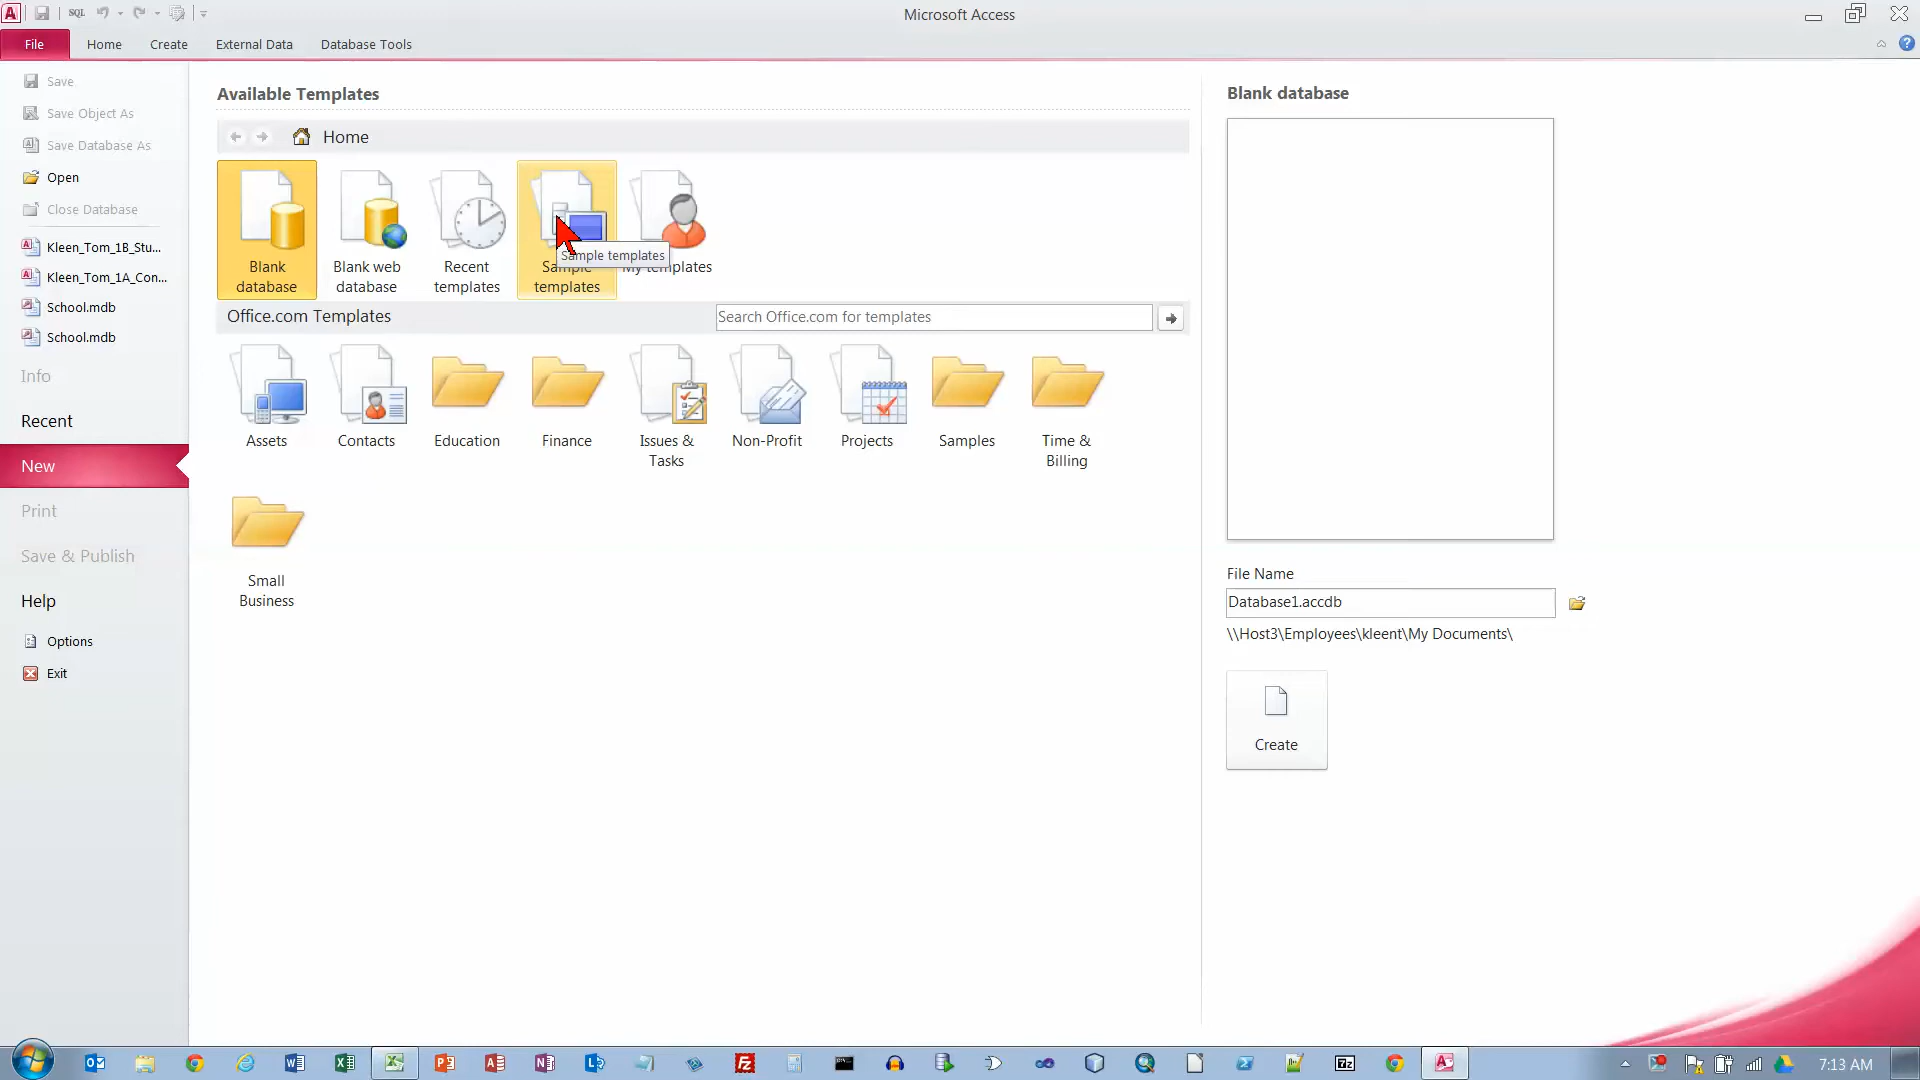 SQL
Microsoft Access
File
Home
Create
External Data
Database Tools
Save
Save Object As
Save Database As
Open
Close Database
Kleen_Tom_1B_Stu...
Kleen_Tom_1A_Con...
School.mdb
School.mdb
Info
Recent
New
Print
Save & Publish
Help
Options
Exit
Available Templates
Home
Blank
database
Blank web
database
Recent
templates
Sample
templates
Sample templates
My templates
Office.com Templates
Search Office.com for templates
Assets
Contacts
Education
Finance
Issues &
Tasks
Non-Profit
Projects
Samples
Time &
Billing
Small
Business
Blank database
File Name
Database1.accdb
\\Host3\Employees\kleent\My Documents\
Create
7:13 AM